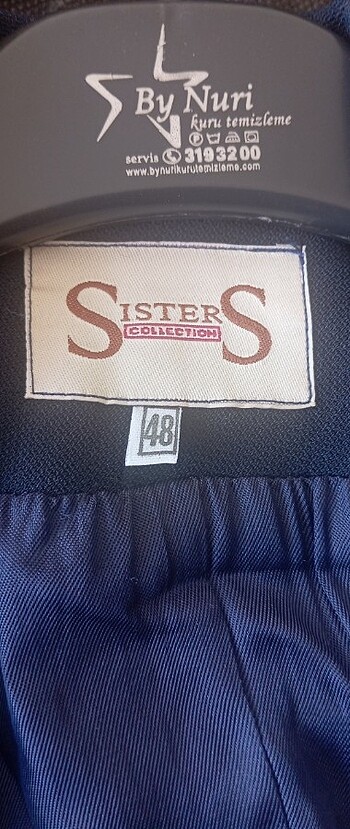 By Nuri
kuru temizleme
servis 3193200
www.bynurikurutemizleme.com
SISTERS
COLLECTION
48